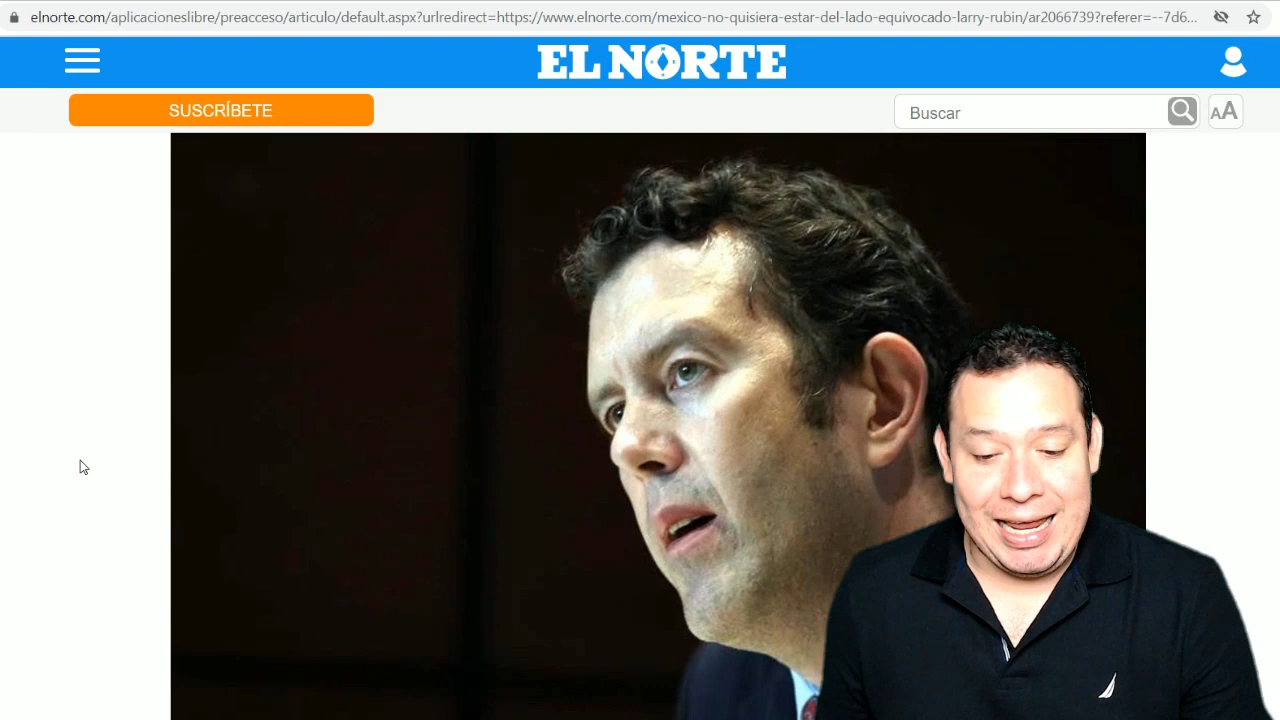 elnorte.com/aplicacioneslibre/preacceso/articulo/default.aspx?urlredirect=https://www.elnorte.com/mexico-no-quisiera-estar-del-lado-equivocado-larry-rubin/ar2066739?referer=--7d6...
EL NORTE
SUSCRÍBETE
Buscar
AA